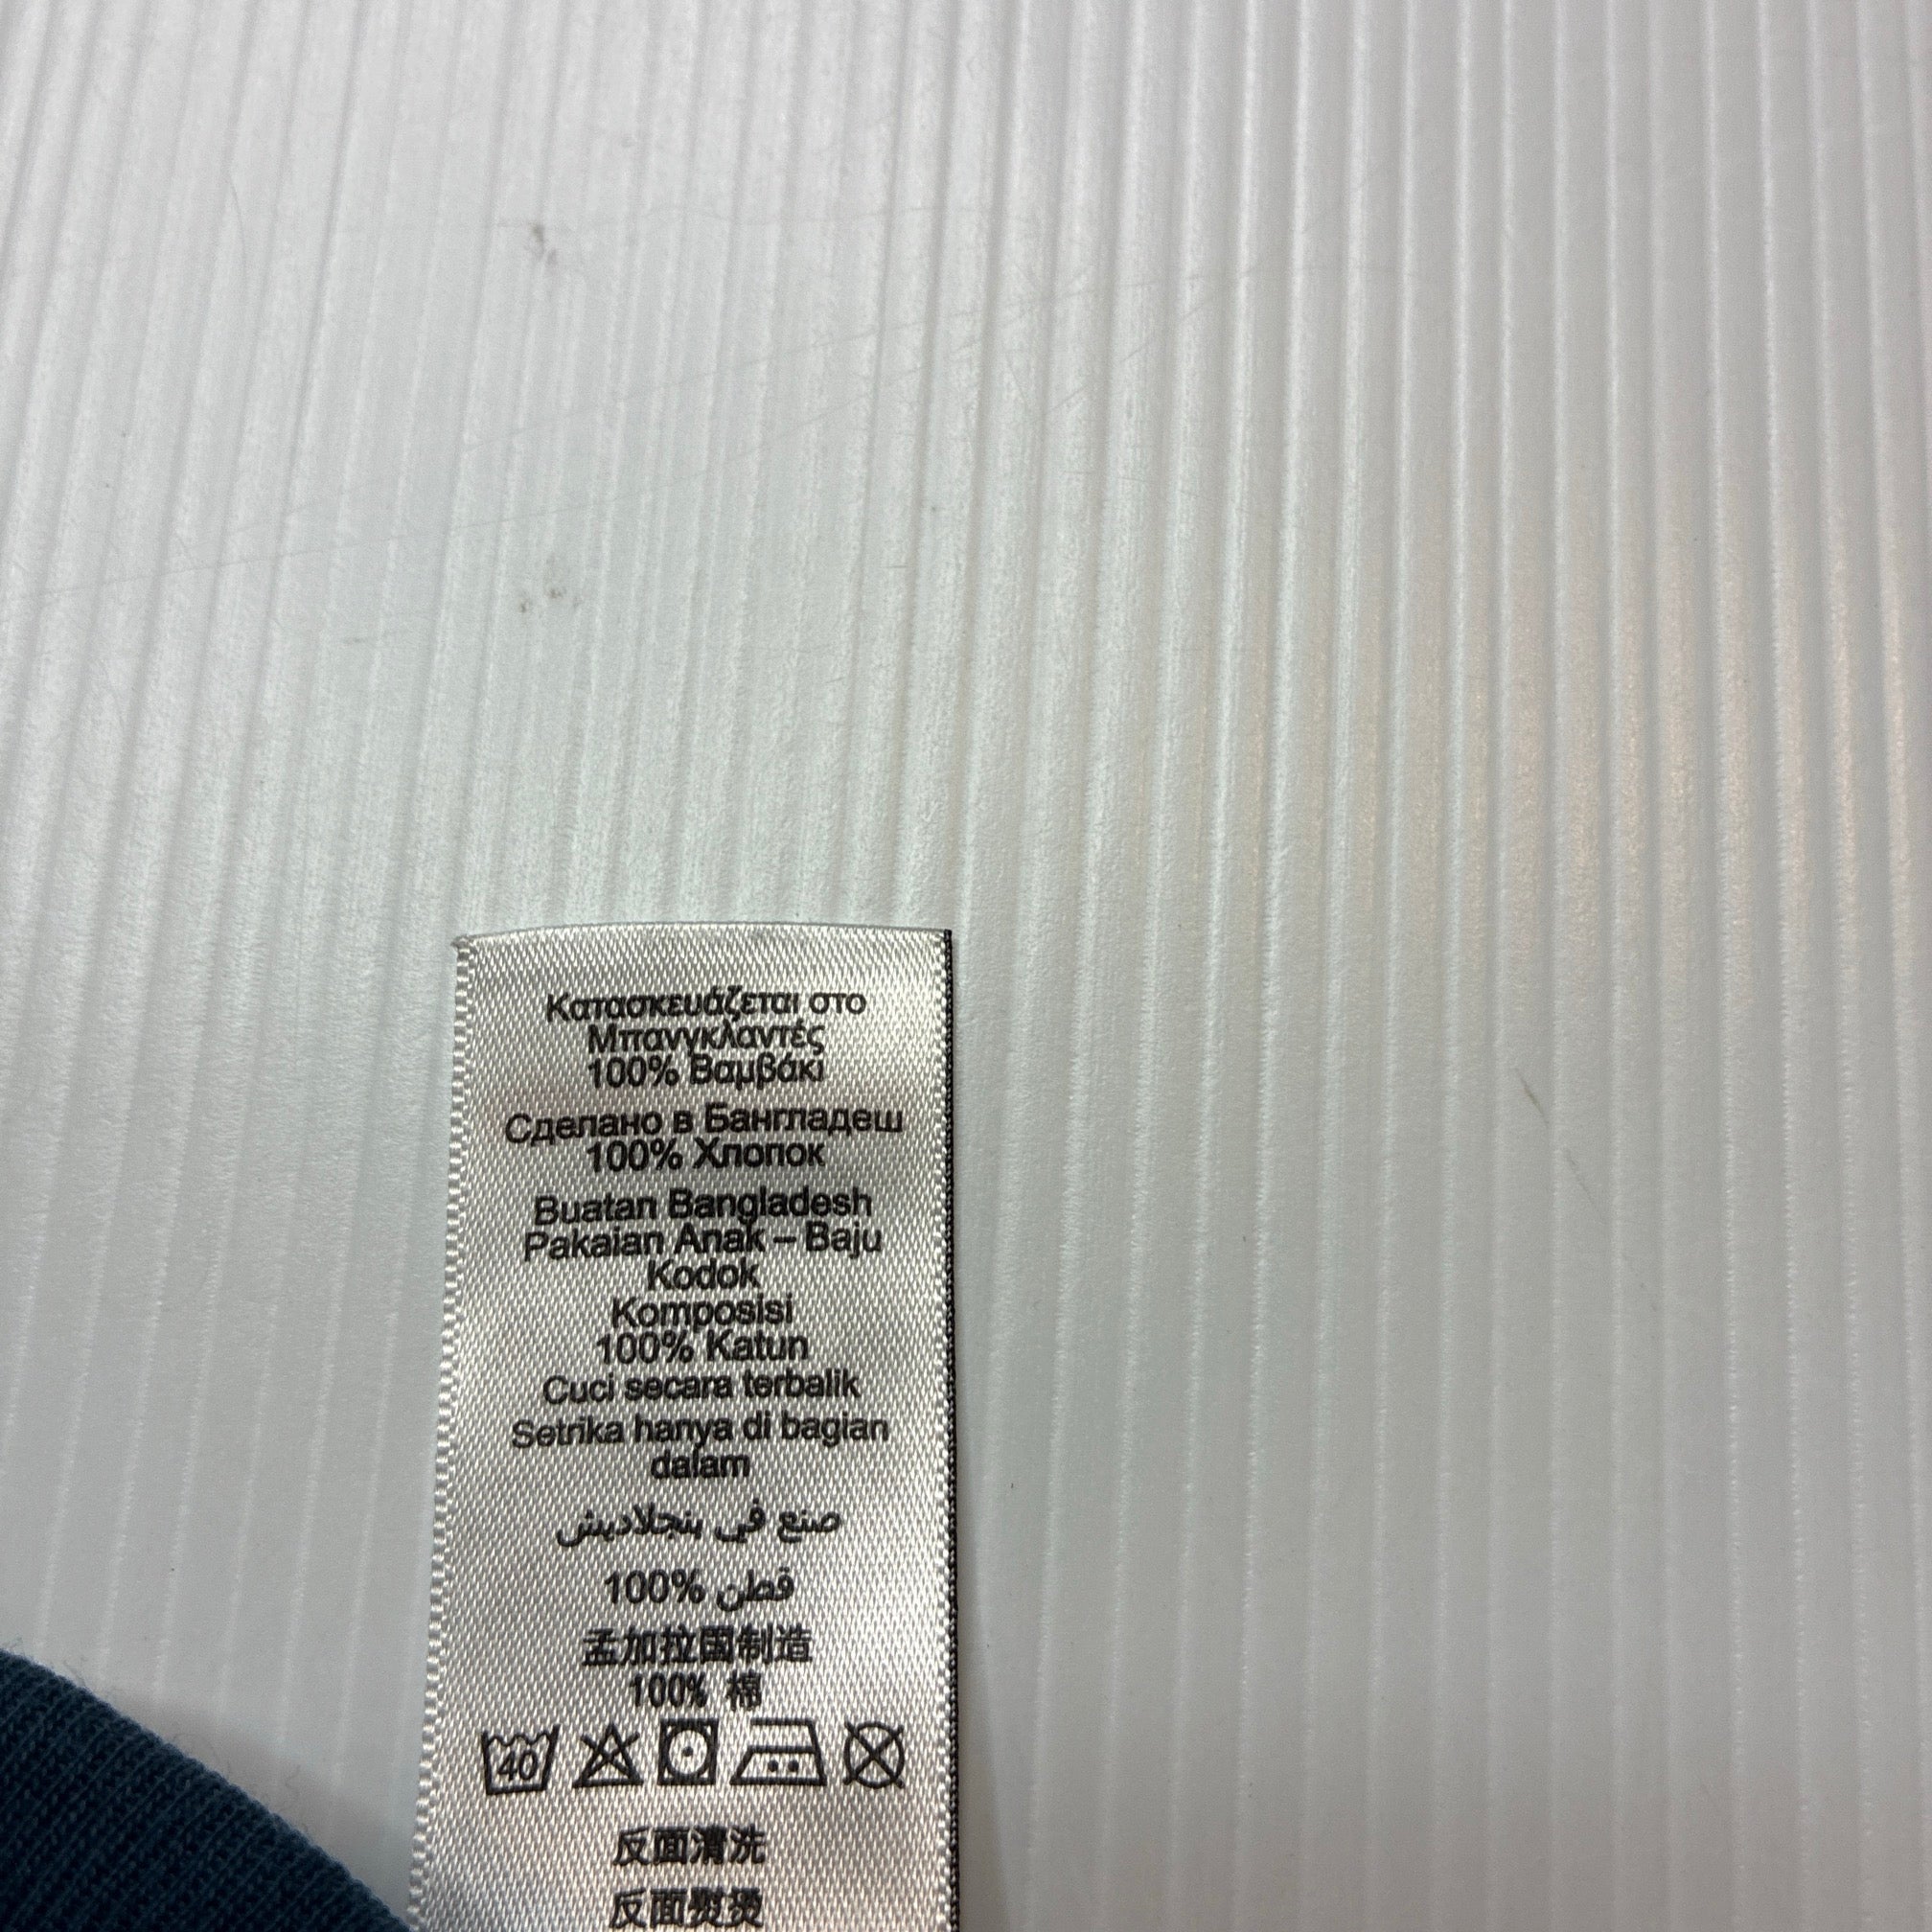 Κατασκευάζεται στο
Μπανγκλαντές
100% Βαμβάκι
Сделано в Бангладеш
100% Хлопок
Buatan Bangladesh
Pakaian Anak – Baju
Kodok
Komposisi
100% Katun
Cuci secara terbalik
Setrika hanya di bagian
dalam
صنع في بنجلاديش
100% قطن
孟加拉国制造
100% 棉
40
反面清洗
反面熨烫